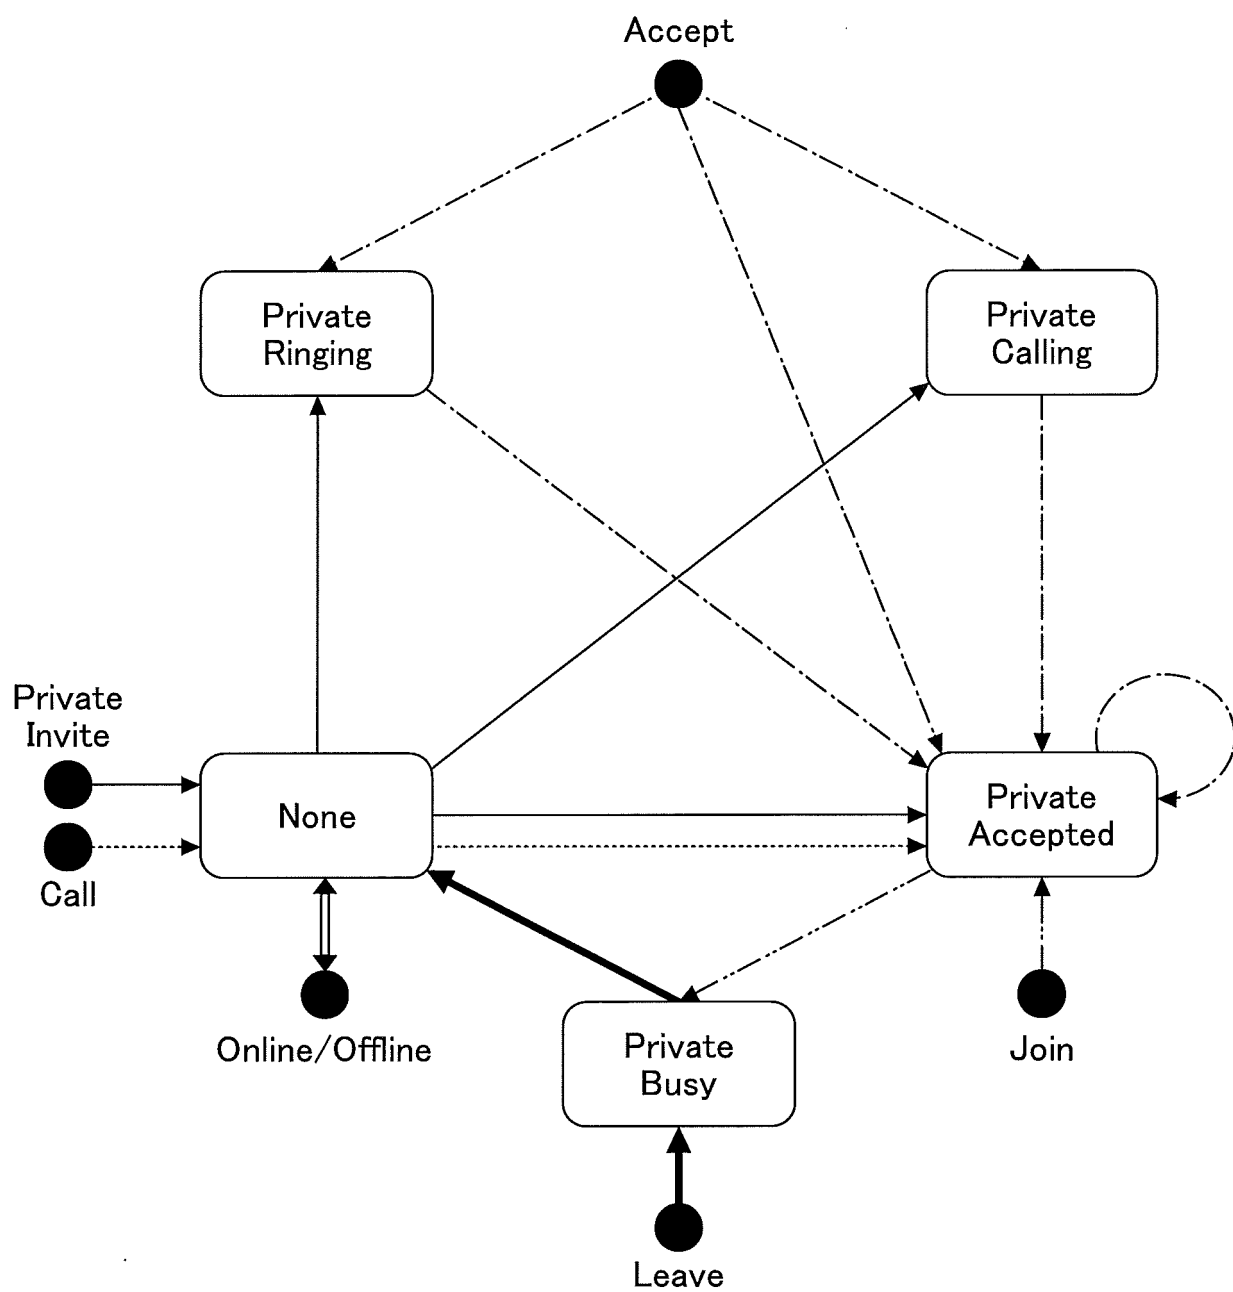 Accept
Private
Ringing
Private
Calling
Private
Invite
None
Private
Accepted
Call
Online/Offline
Private
Busy
Join
Leave